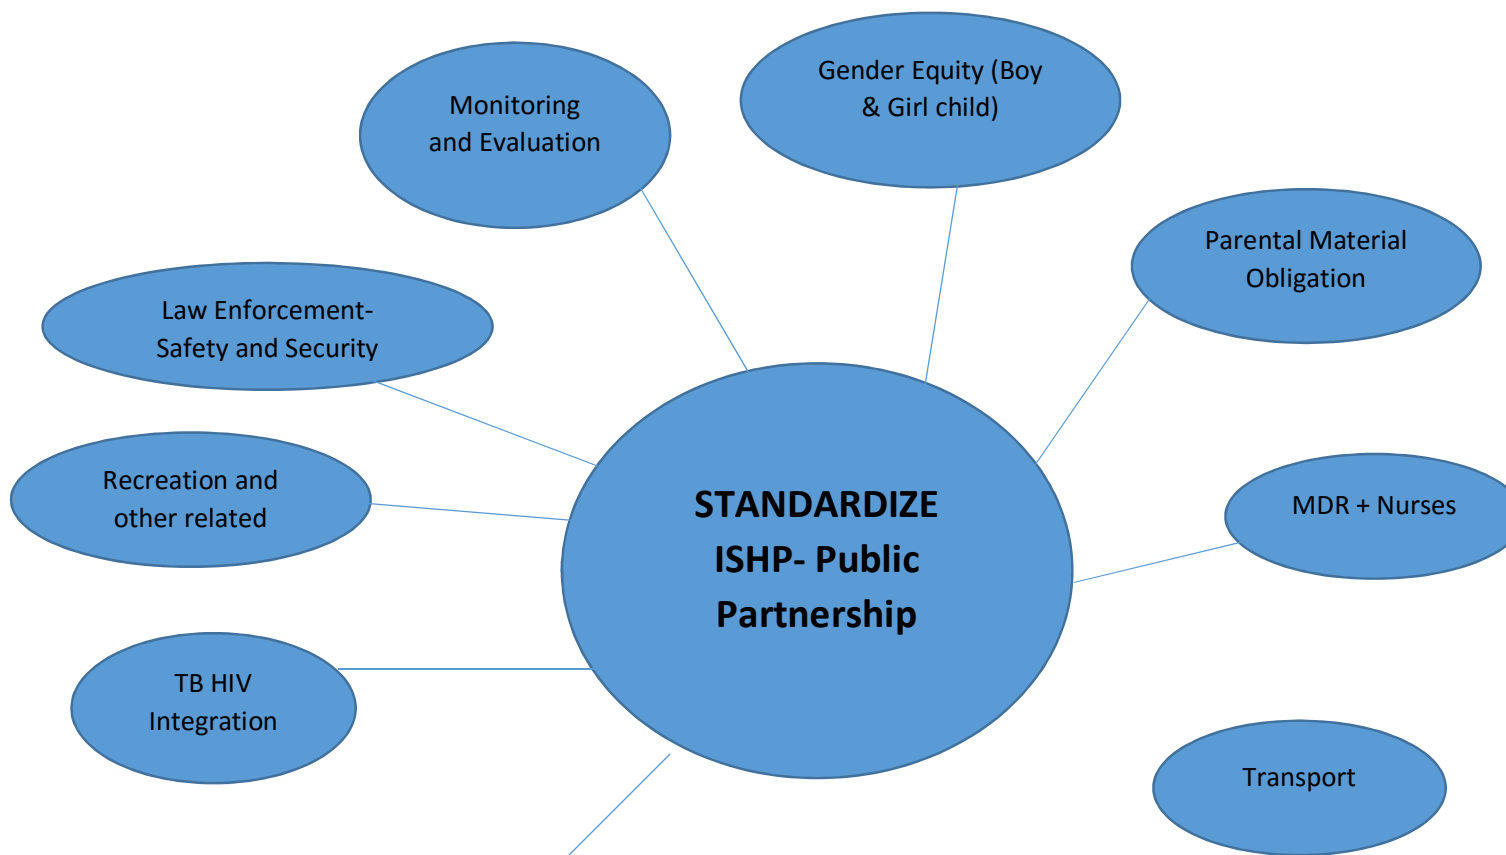 Gender Equity (Boy
& Girl child)
Monitoring
and Evaluation
Parental Material
Obligation
Law Enforcement-
Safety and Security
Recreation and
other related
MDR + Nurses
STANDARDIZE
ISHP- Public
Partnership
TB HIV
Integration
Transport